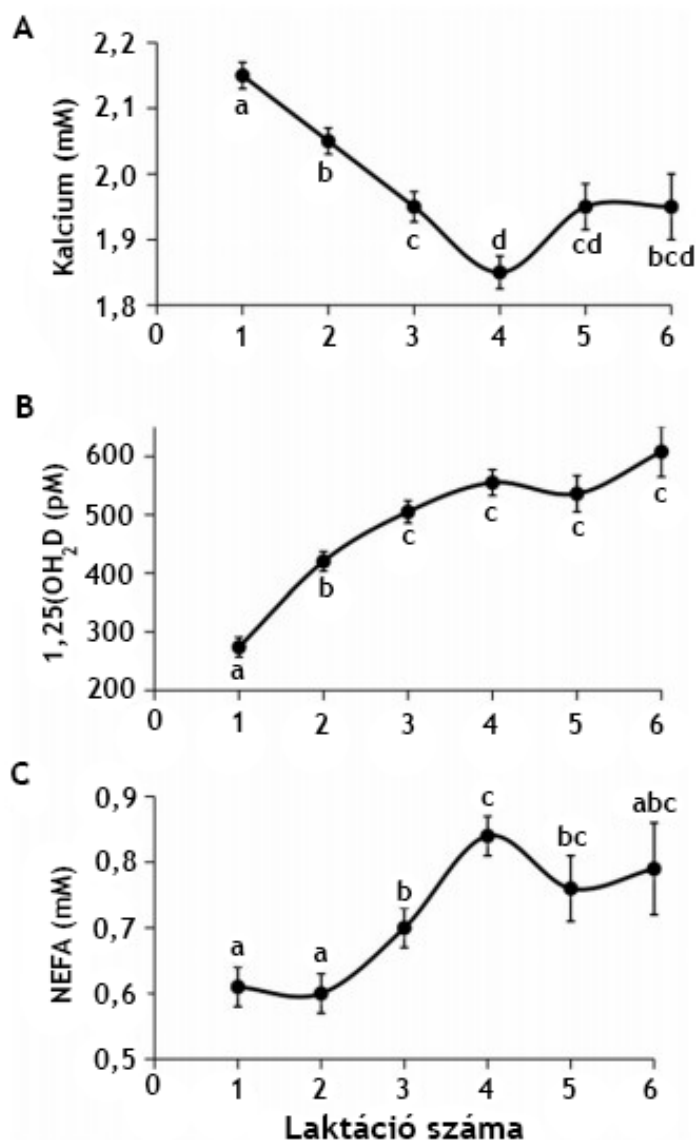 A
Kalcium (mM)
2,2
2,1
2,0
1,9
1,8
a
b
c
d
cd
bcd
0 1 2 3 4 5 6
B
1,25(OH₂D (pM)
600
500
400
300
200
a
b
c
c
c
c
0 1 2 3 4 5 6
C
NEFA (mM)
0,9
0,8
0,7
0,6
0,5
a
a
b
c
bc
abc
0 1 2 3 4 5 6
Laktáció száma